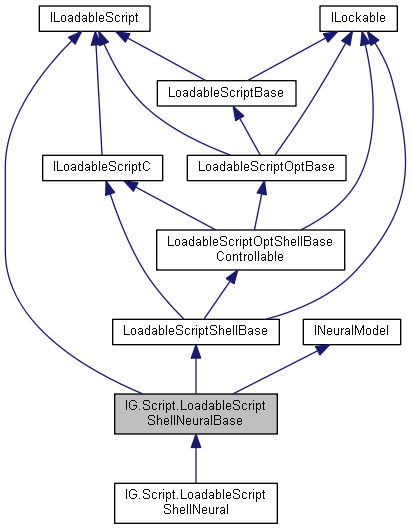 ILoadableScript
ILockable
LoadableScriptBase
ILoadableScriptC
LoadableScriptOptBase
LoadableScriptOptShellBase
Controllable
LoadableScriptShellBase
INeuralModel
IG.Script.LoadableScript
ShellNeuralBase
IG.Script.LoadableScript
ShellNeural